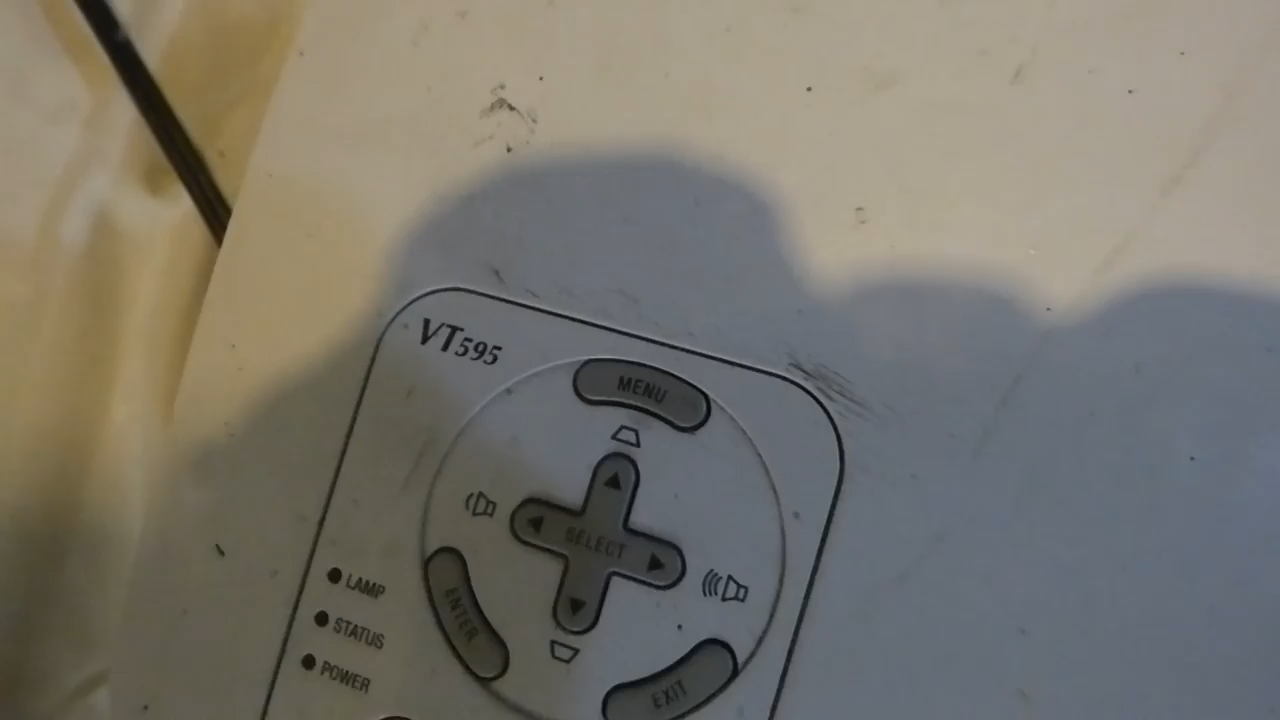 VT595
MENU
SELECT
ENTER
EXIT
LAMP
STATUS
POWER